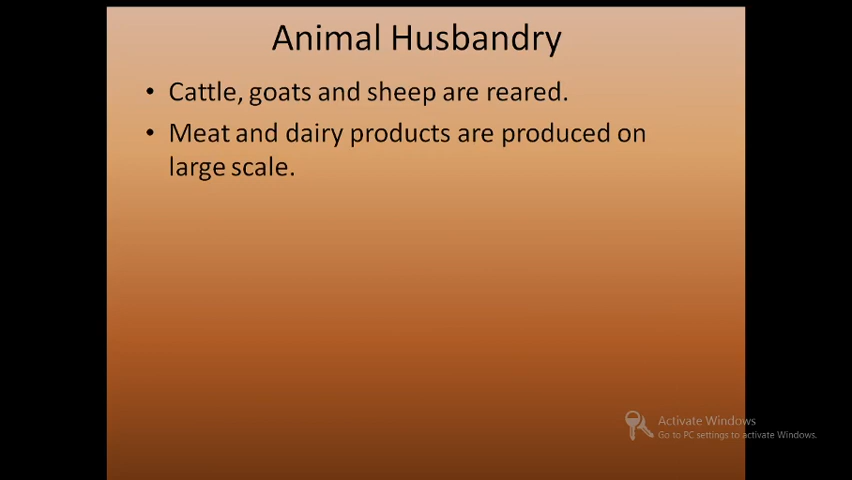 Animal Husbandry
• Cattle, goats and sheep are reared.
• Meat and dairy products are produced on
large scale.
Activate Windows
Go to PC settings to activate Windows.